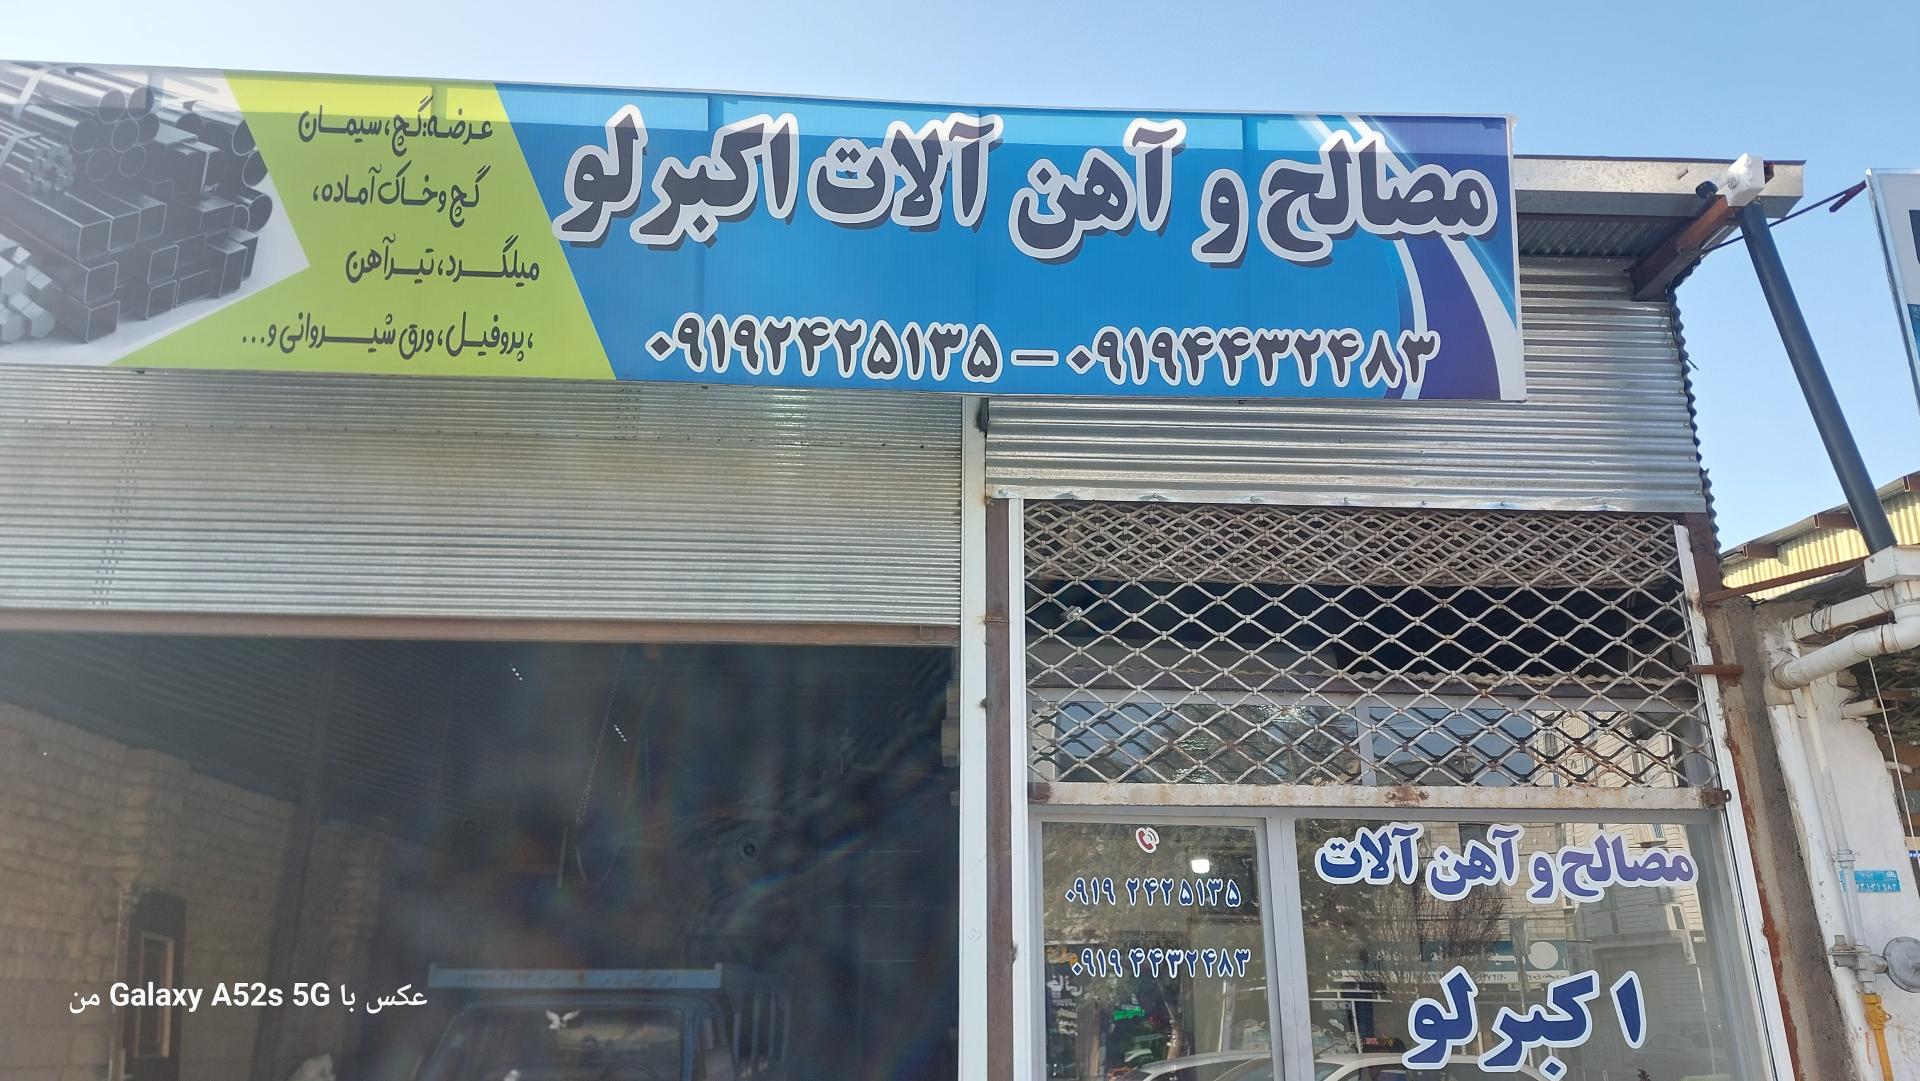 مصالح و آهن آلات اکبرلو
۰۹۱۹۲۴۲۵۱۳۵ – ۰۹۱۹۴۴۳۲۴۸۳
عرضه:گچ،سیمان
گچ وخاک آماده،
میلگرد،تیرآهن
،پروفیل،ورق شیروانی و...
مصالح و آهن آلات
اکبرلو
۰۹۱۹ ۲۴۲۵۱۳۵
۰۹۱۹ ۴۴۳۲۴۸۳
عکس با Galaxy A52s 5G من